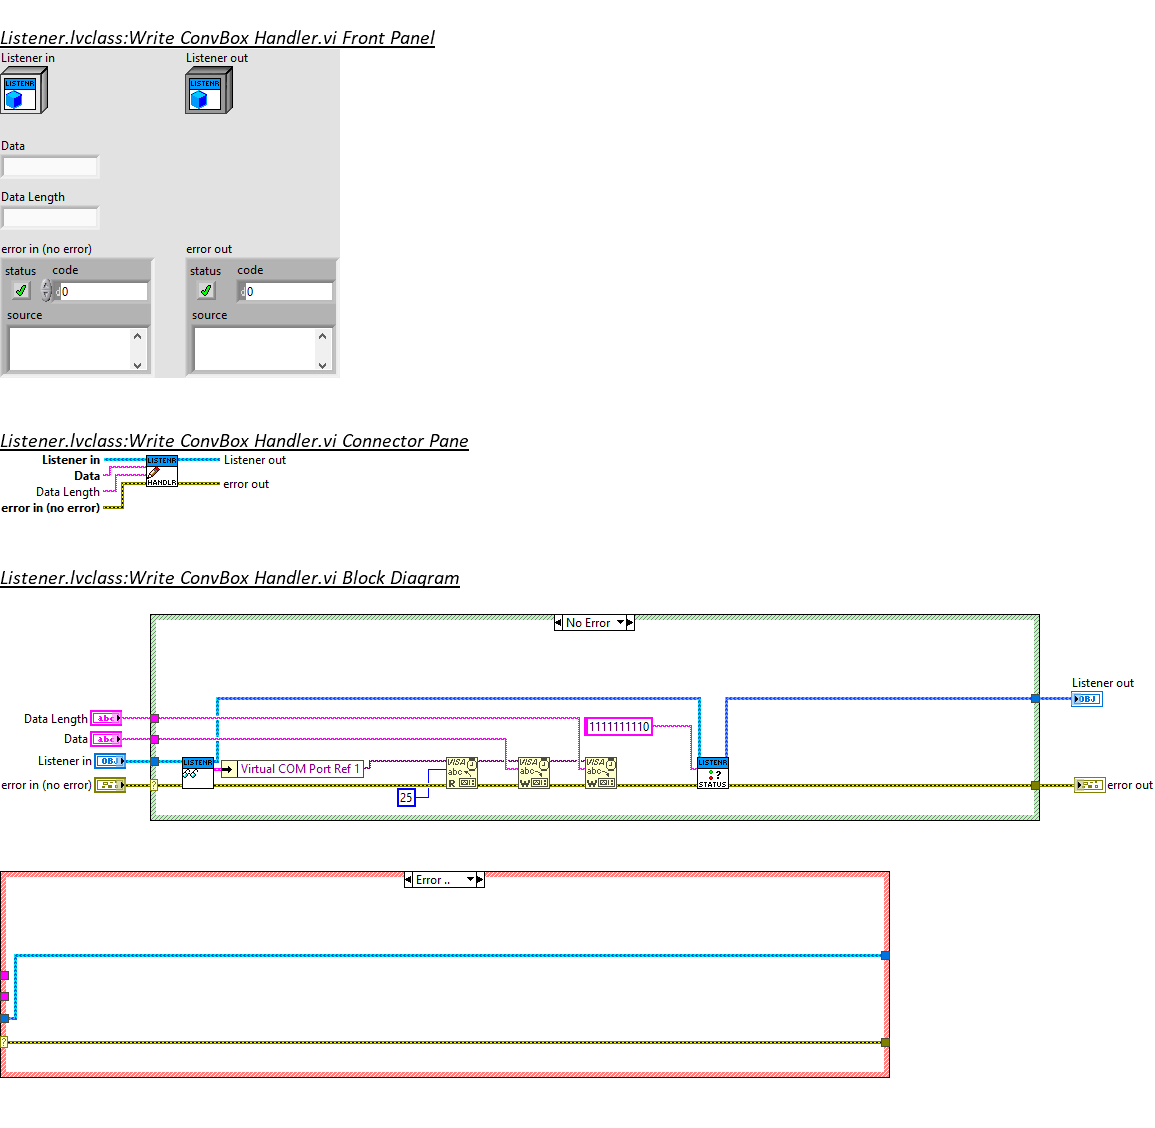 Listener.lvclass:Write ConvBox Handler.vi Front Panel
Listener in
Listener out
LISTENR
LISTENR
Data
Data Length
error in (no error)
error out
status code
0
source
status code
0
source
Listener.lvclass:Write ConvBox Handler.vi Connector Pane
Listener in
Data
Data Length
error in (no error)
LISTENR
HANDLR
Listener out
error out
Listener.lvclass:Write ConvBox Handler.vi Block Diagram
No Error
Listener out
OBJ
Data Length
abc
1111111110
Data
abc
Listener in
OBJ
LISTENR
Virtual COM Port Ref 1
VISA
abc
R
VISA
abc
W
VISA
abc
W
LISTENR
?
STATUS
error in (no error)
?
25
error out
Error ..
?